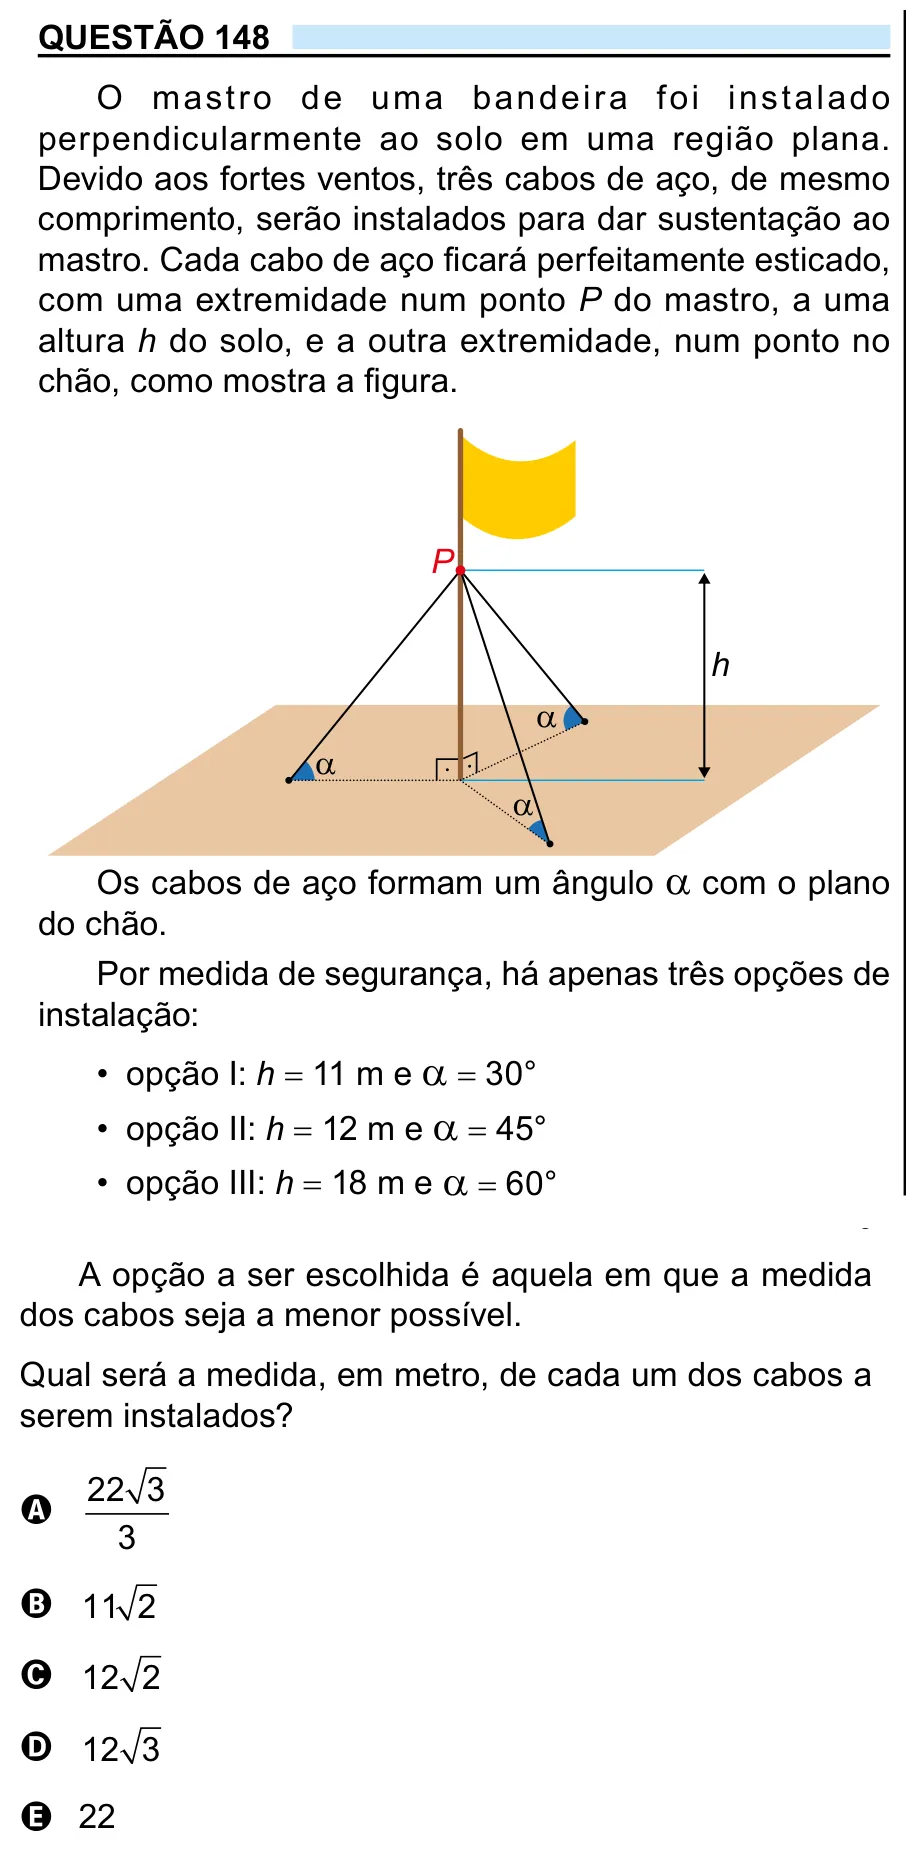 QUESTÃO 148
O mastro de uma bandeira foi instalado
perpendicularmente ao solo em uma região plana.
Devido aos fortes ventos, três cabos de aço, de mesmo
comprimento, serão instalados para dar sustentação ao
mastro. Cada cabo de aço ficará perfeitamente esticado,
com uma extremidade num ponto P do mastro, a uma
altura h do solo, e a outra extremidade, num ponto no
chão, como mostra a figura.
P
h
α
α
α
Os cabos de aço formam um ângulo α com o plano
do chão.
Por medida de segurança, há apenas três opções de
instalação:
• opção I: h = 11 m e α = 30°
• opção II: h = 12 m e α = 45°
• opção III: h = 18 m e α = 60°
A opção a ser escolhida é aquela em que a medida
dos cabos seja a menor possível.
Qual será a medida, em metro, de cada um dos cabos a
serem instalados?
A 22√3/3
B 11√2
C 12√2
D 12√3
E 22